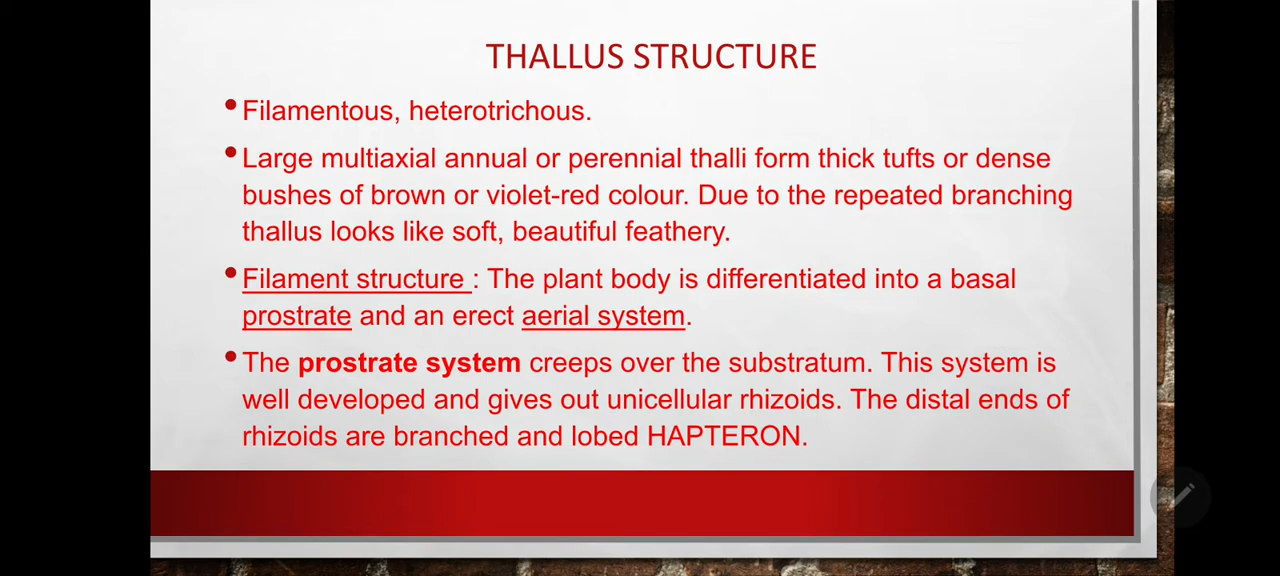 THALLUS STRUCTURE
•Filamentous, heterotrichous.
•Large multiaxial annual or perennial thalli form thick tufts or dense
bushes of brown or violet-red colour. Due to the repeated branching
thallus looks like soft, beautiful feathery.
•Filament structure : The plant body is differentiated into a basal
prostrate and an erect aerial system.
•The prostrate system creeps over the substratum. This system is
well developed and gives out unicellular rhizoids. The distal ends of
rhizoids are branched and lobed HAPTERON.